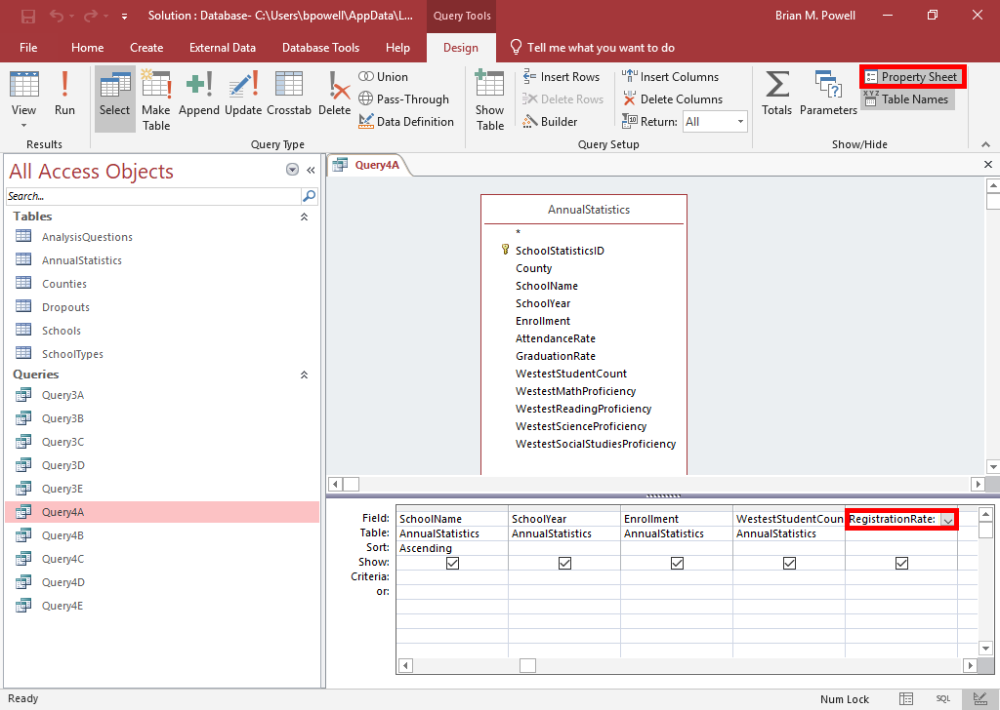 Solution : Database- C:\Users\bpowell\AppData\L...
Query Tools
Brian M. Powell
File
Home
Create
External Data
Database Tools
Help
Design
Tell me what you want to do
View
Run
Results
Select
Make Table
Append
Update
Crosstab
Delete
Union
Pass-Through
Data Definition
Query Type
Show Table
Insert Rows
Delete Rows
Builder
Insert Columns
Delete Columns
Return: All
Query Setup
Totals
Parameters
Property Sheet
Table Names
Show/Hide
All Access Objects
Search...
Tables
AnalysisQuestions
AnnualStatistics
Counties
Dropouts
Schools
SchoolTypes
Queries
Query3A
Query3B
Query3C
Query3D
Query3E
Query4A
Query4B
Query4C
Query4D
Query4E
Query4A
AnnualStatistics
*
SchoolStatisticsID
County
SchoolName
SchoolYear
Enrollment
AttendanceRate
GraduationRate
WestestStudentCount
WestestMathProficiency
WestestReadingProficiency
WestestScienceProficiency
WestestSocialStudiesProficiency
Field: SchoolName SchoolYear Enrollment WestestStudentCoun RegistrationRate:
Table: AnnualStatistics AnnualStatistics AnnualStatistics AnnualStatistics
Sort: Ascending
Show:
Criteria:
or:
Ready
Num Lock
SQL